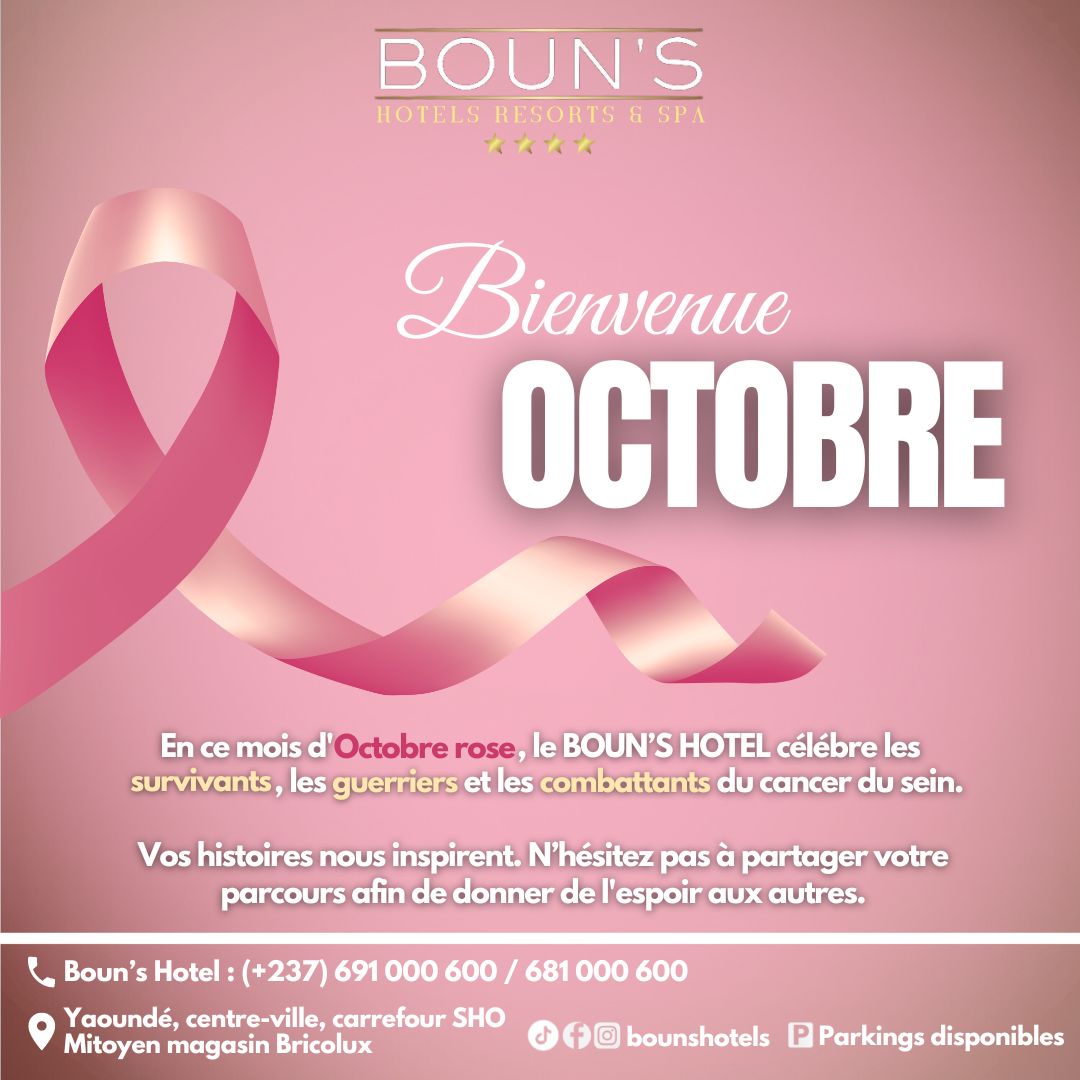 BOUN'S
HOTELS RESORTS & SPA
Bienvenue
OCTOBRE
En ce mois d'Octobre rose, le BOUN'S HOTEL célébre les
survivants, les guerriers et les combattants du cancer du sein.
Vos histoires nous inspirent. N'hésitez pas à partager votre
parcours afin de donner de l'espoir aux autres.
Boun's Hotel : (+237) 691 000 600 / 681 000 600
Yaoundé, centre-ville, carrefour SHO
Mitoyen magasin Bricolux
bounshotels
P Parkings disponibles